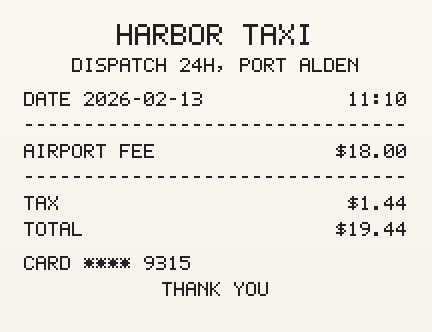 HARBOR TAXI
DISPATCH 24H, PORT ALDEN
DATE 2026-02-13 11:10
--------------------------------
AIRPORT FEE $18.00
--------------------------------
TAX $1.44
TOTAL $19.44
CARD **** 9315
THANK YOU